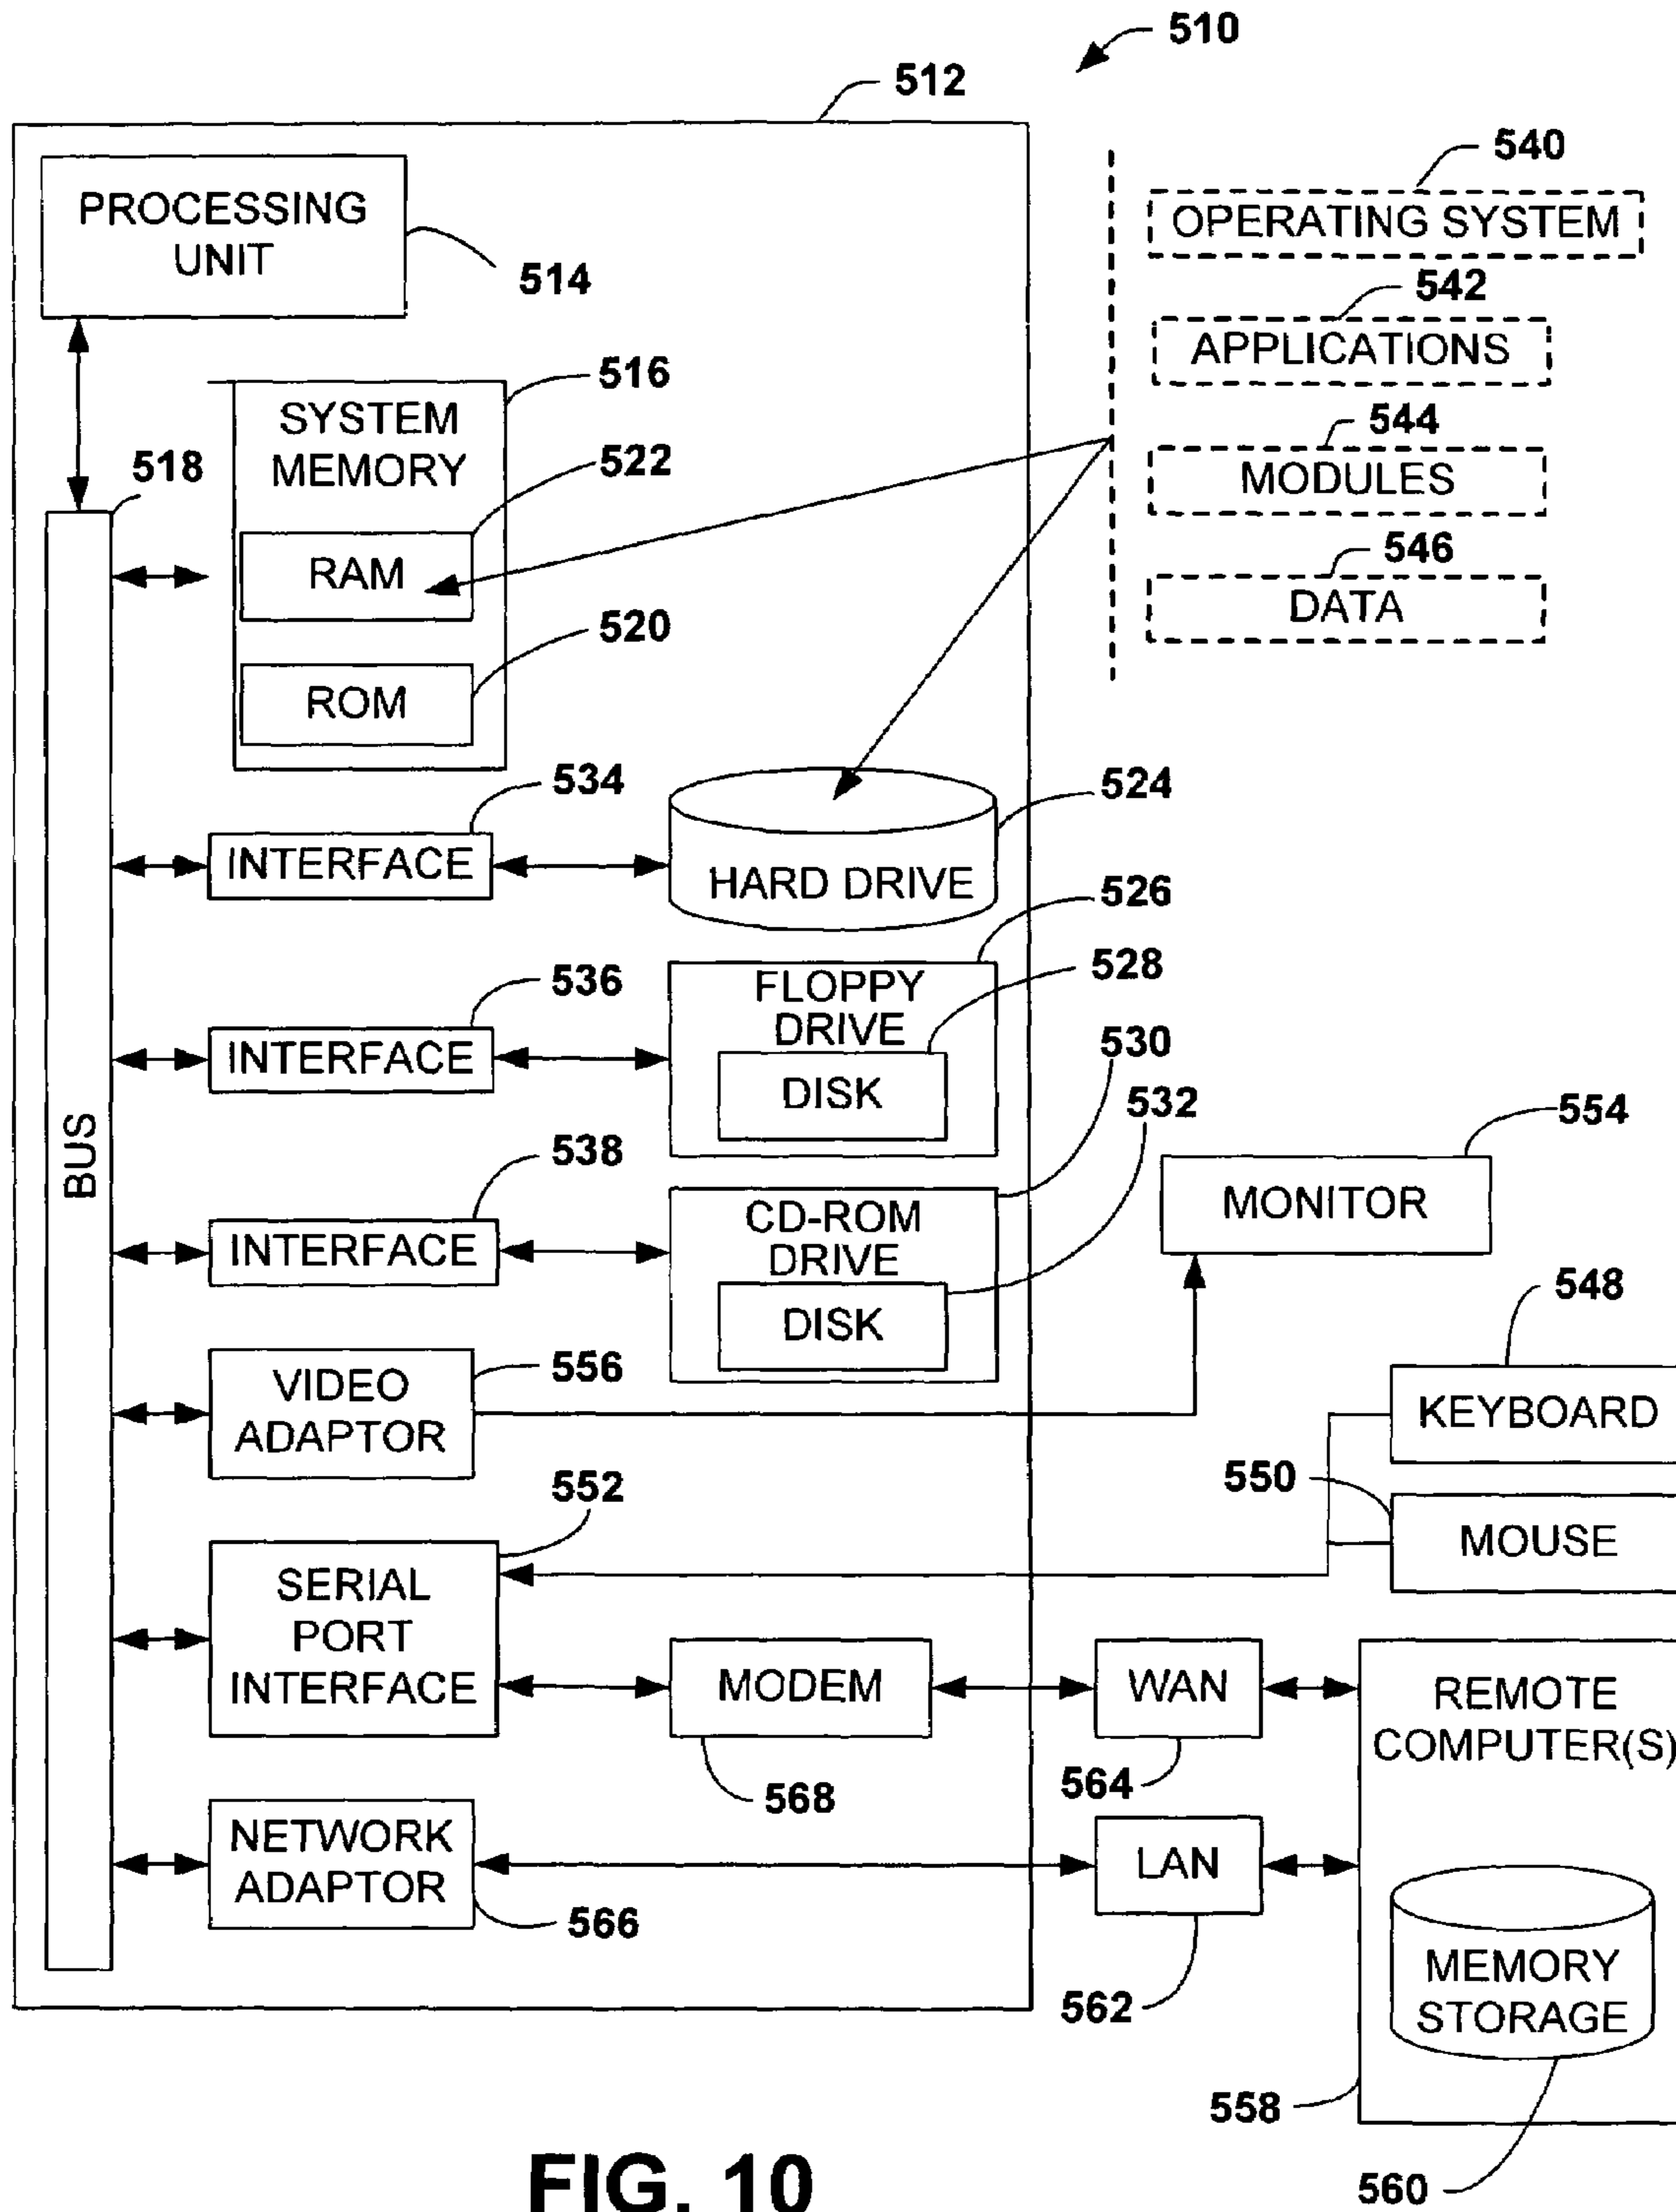 510
512
540
PROCESSING
UNIT
514
OPERATING SYSTEM
542
APPLICATIONS
516
SYSTEM
MEMORY
544
MODULES
518
522
RAM
546
DATA
520
ROM
534
INTERFACE
524
HARD DRIVE
526
536
INTERFACE
FLOPPY
DRIVE
528
DISK
530
532
BUS
538
INTERFACE
CD-ROM
DRIVE
DISK
554
MONITOR
548
KEYBOARD
556
VIDEO
ADAPTOR
550
MOUSE
552
SERIAL
PORT
INTERFACE
MODEM
568
WAN
564
REMOTE
COMPUTER(S)
NETWORK
ADAPTOR
566
LAN
562
MEMORY
STORAGE
558
560
FIG. 10